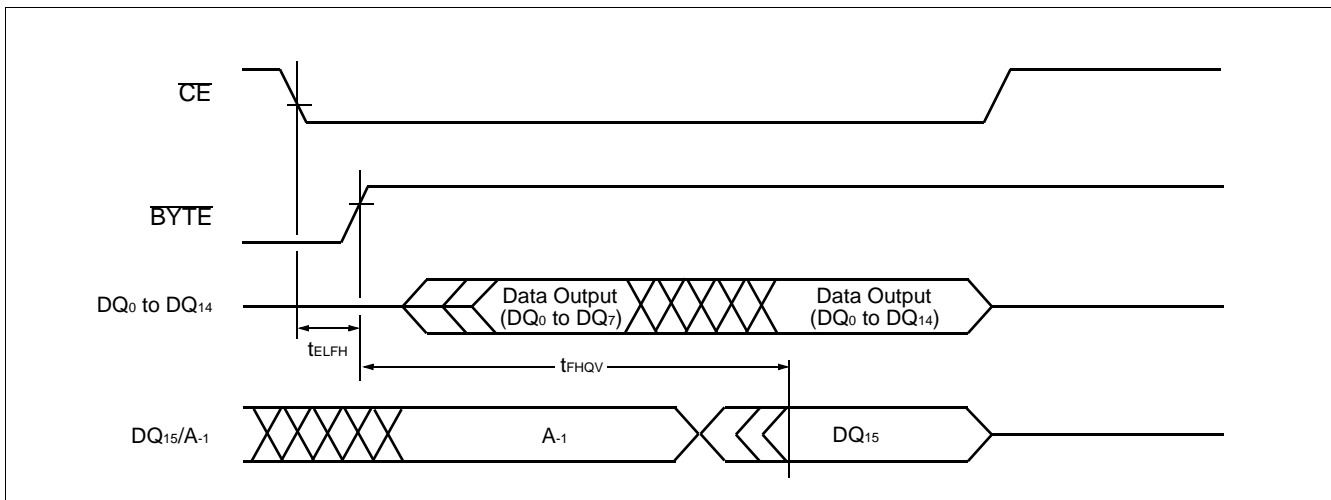 CE
BYTE
DQ0 to DQ14
Data Output
(DQ0 to DQ7)
Data Output
(DQ0 to DQ14)
tELFH
tFHQV
DQ15/A-1
A-1
DQ15